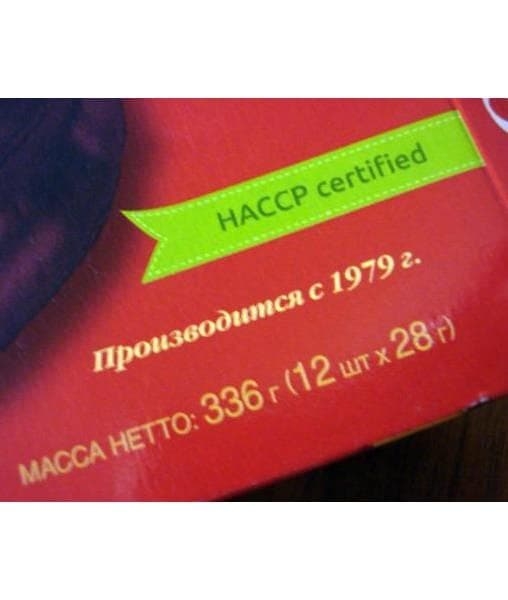 HACCP certified
Производится с 1979 г.
МАССА НЕТТО: 336 г (12 шт х 28 г)